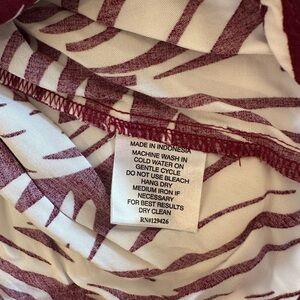 MADE IN INDONESIA
MACHINE WASH IN
COLD WATER ON
GENTLE CYCLE
DO NOT USE BLEACH
HANG DRY
MEDIUM IRON IF
NECESSARY
FOR BEST RESULTS
DRY CLEAN
RN#129426